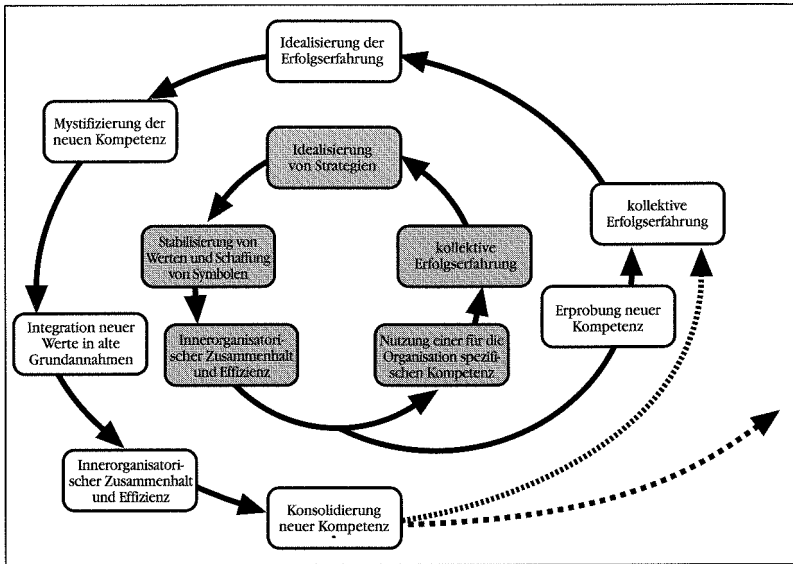 Idealisierung der
Erfolgserfahrung
Mystifizierung der
neuen Kompetenz
Idealisierung
von Strategien
kollektive
Erfolgserfahrung
Stabilisierung von
Werten und Schaffung
von Symbolen
kollektive
Erfolgserfahrung
Erprobung neuer
Kompetenz
Integration neuer
Werte in alte
Grundannahmen
Innerorganisatori-
scher Zusammenhalt
und Effizienz
Nutzung einer für die
Organisation spezifi-
schen Kompetenz
Innerorganisatori-
scher Zusammenhalt
und Effizienz
Konsolidierung
neuer Kompetenz